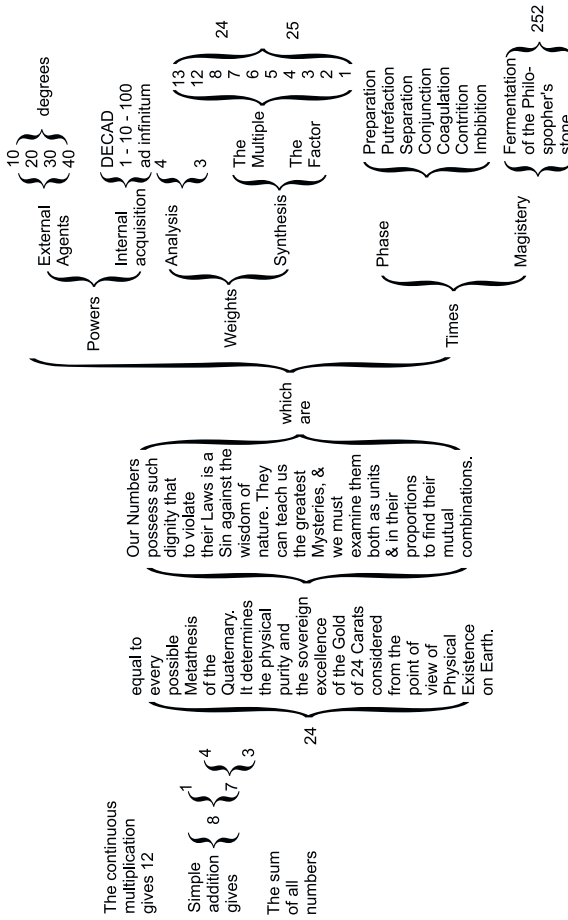 The continuous
multiplication
gives 12
Simple
addition
gives
8
1
7
4
3
The sum
of all
numbers
24
equal to
every
possible
Metathesis
of the
Quaternary.
It determines
the physical
purity and
the sovereign
excellence
of the Gold
of 24 Carats
considered
from the
point of
view of
Physical
Existence
on Earth.
Our Numbers
possess such
dignity that
to violate
their Laws is a
Sin against the
wisdom of
nature. They
can teach us
the greatest
Mysteries, &
we must
examine them
both as units
& in their
proportions
to find their
mutual
combinations.
which
are
Powers
External
Agents
10
20
30
40
degrees
Internal
acquisition
DECAD
1 - 10 - 100
ad infinitum
Weights
Analysis
4
3
Synthesis
The
Multiple
The
Factor
13
12
8
7
6
5
4
3
2
1
24
25
Times
Phase
Preparation
Putrefaction
Separation
Conjunction
Coagulation
Contrition
Imbibition
Magistery
Fermentation
of the Philo-
spopher's
stone
252